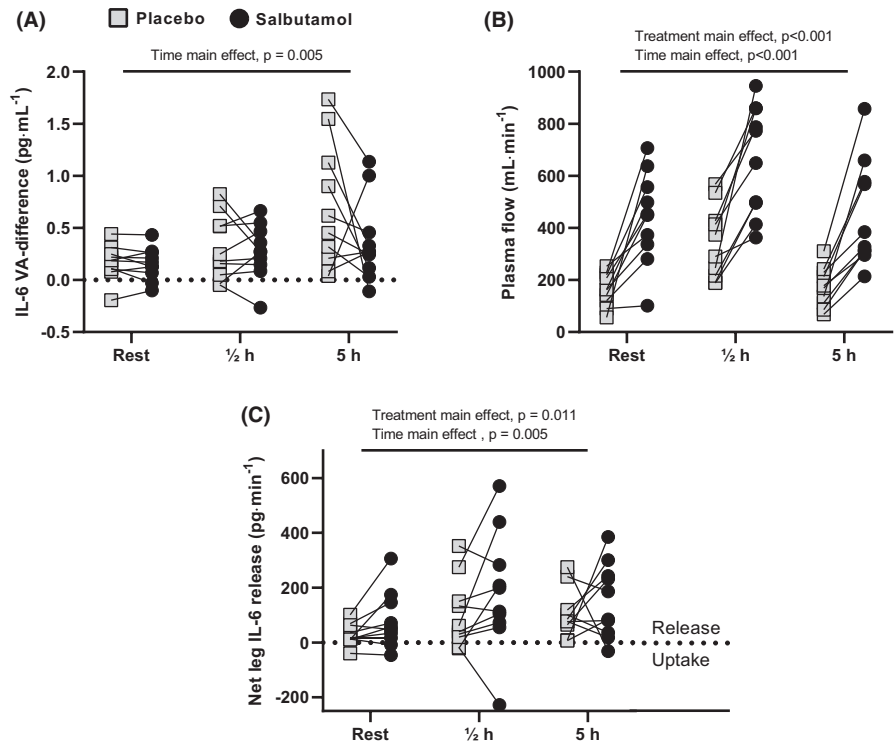 (A)
Placebo
Salbutamol
Time main effect, p = 0.005
IL-6 VA-difference (pg·mL⁻¹)
2.0
1.5
1.0
0.5
0.0
-0.5
Rest
½ h
5 h
(B)
Treatment main effect, p<0.001
Time main effect, p<0.001
Plasma flow (mL·min⁻¹)
1000
800
600
400
200
0
Rest
½ h
5 h
(C)
Treatment main effect, p = 0.011
Time main effect , p = 0.005
Net leg IL-6 release (pg·min⁻¹)
600
400
200
0
-200
Release
Uptake
Rest
½ h
5 h